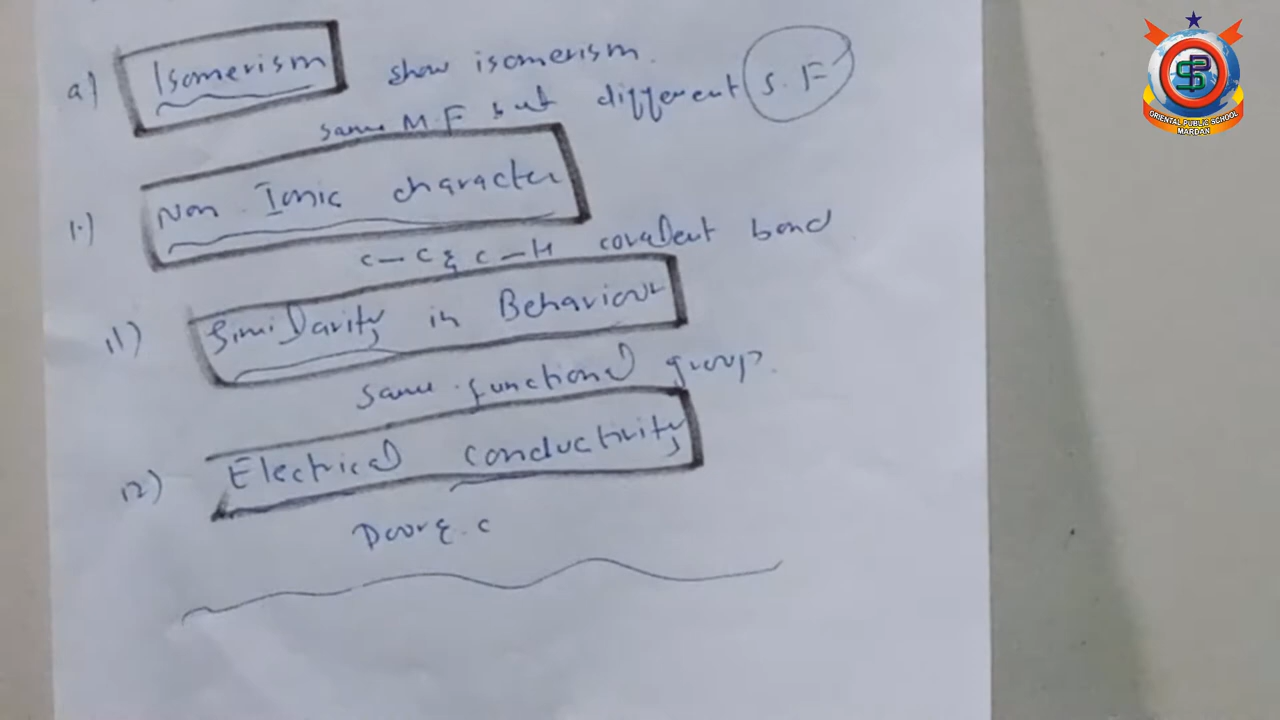 a) Isomerism show isomerism.
same M.F but different S.F
10) Non Ionic character
C-C & C-H covalent bond
11) Similarity in Behaviour
same functional group.
12) Electrical conductivity
Poor E.C
ORIENTAL PUBLIC SCHOOL
MARDAN